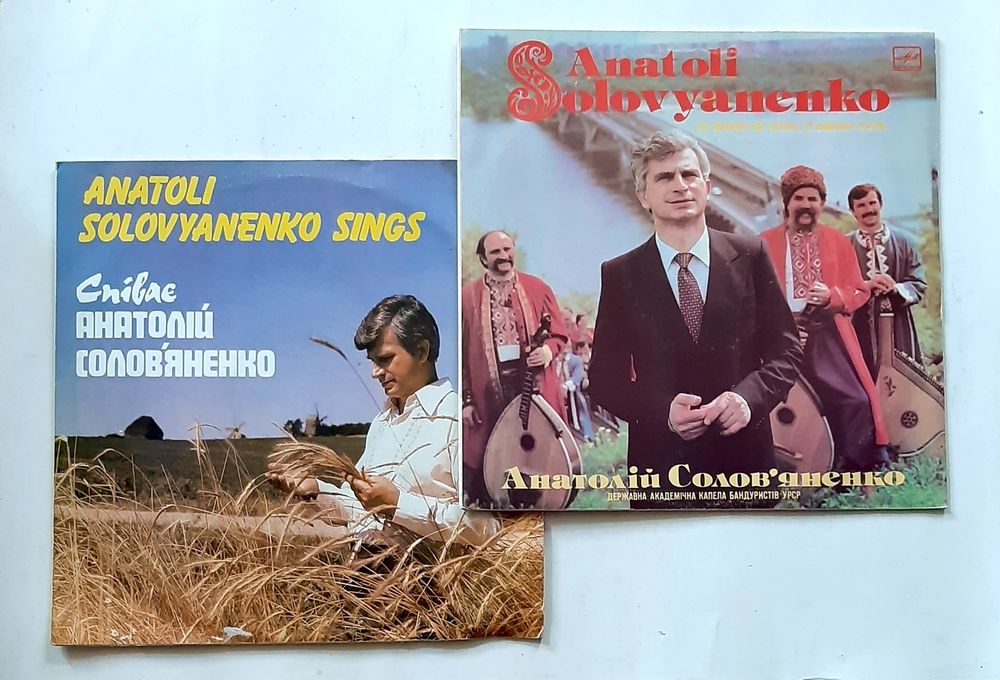 ANATOLI
SOLOVYANENKO SINGS
Співає
АНАТОЛІЙ
СОЛОВ'ЯНЕНКО
Anatoli
Solovyanenko
Анатолій Солов'яненко
ДЕРЖАВНА АКАДЕМІЧНА КАПЕЛА БАНДУРИСТІВ УРСР